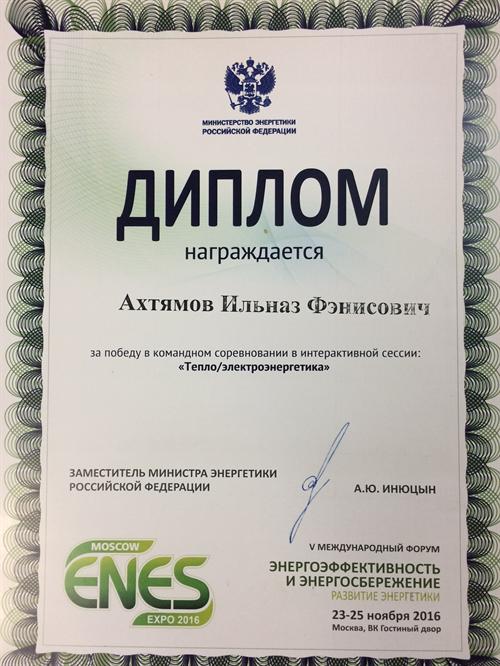 МИНИСТЕРСТВО ЭНЕРГЕТИКИ
РОССИЙСКОЙ ФЕДЕРАЦИИ
ДИПЛОМ
награждается
Ахтямов Ильназ Фэнисович
за победу в командном соревновании в интерактивной сессии:
«Тепло/электроэнергетика»
ЗАМЕСТИТЕЛЬ МИНИСТРА ЭНЕРГЕТИКИ
РОССИЙСКОЙ ФЕДЕРАЦИИ
А.Ю. ИНЮЦЫН
MOSCOW
ENES
EXPO 2016
V МЕЖДУНАРОДНЫЙ ФОРУМ
ЭНЕРГОЭФФЕКТИВНОСТЬ
И ЭНЕРГОСБЕРЕЖЕНИЕ
РАЗВИТИЕ ЭНЕРГЕТИКИ
23-25 ноября 2016
Москва, ВК Гостиный двор